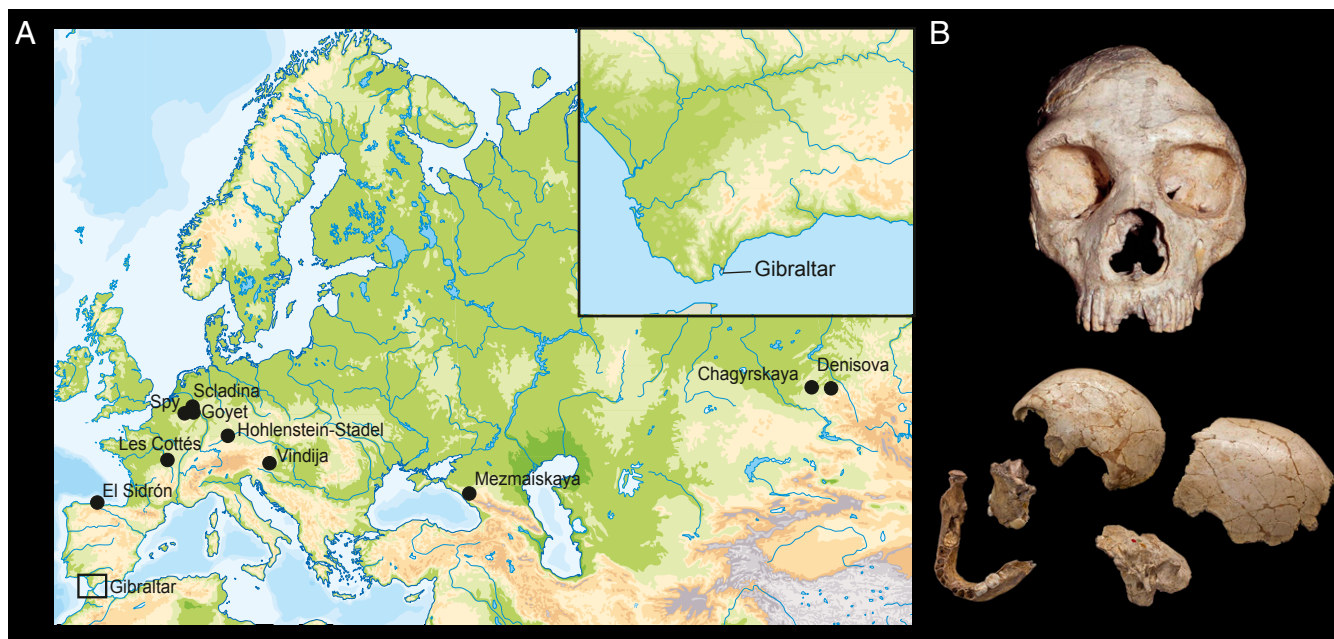 A
B
Gibraltar
Denisova
Chagyrskaya
Scladina
Spy
Goyet
Hohlenstein-Stadel
Les Cottés
Vindija
Mezmaiskaya
El Sidrón
Gibraltar